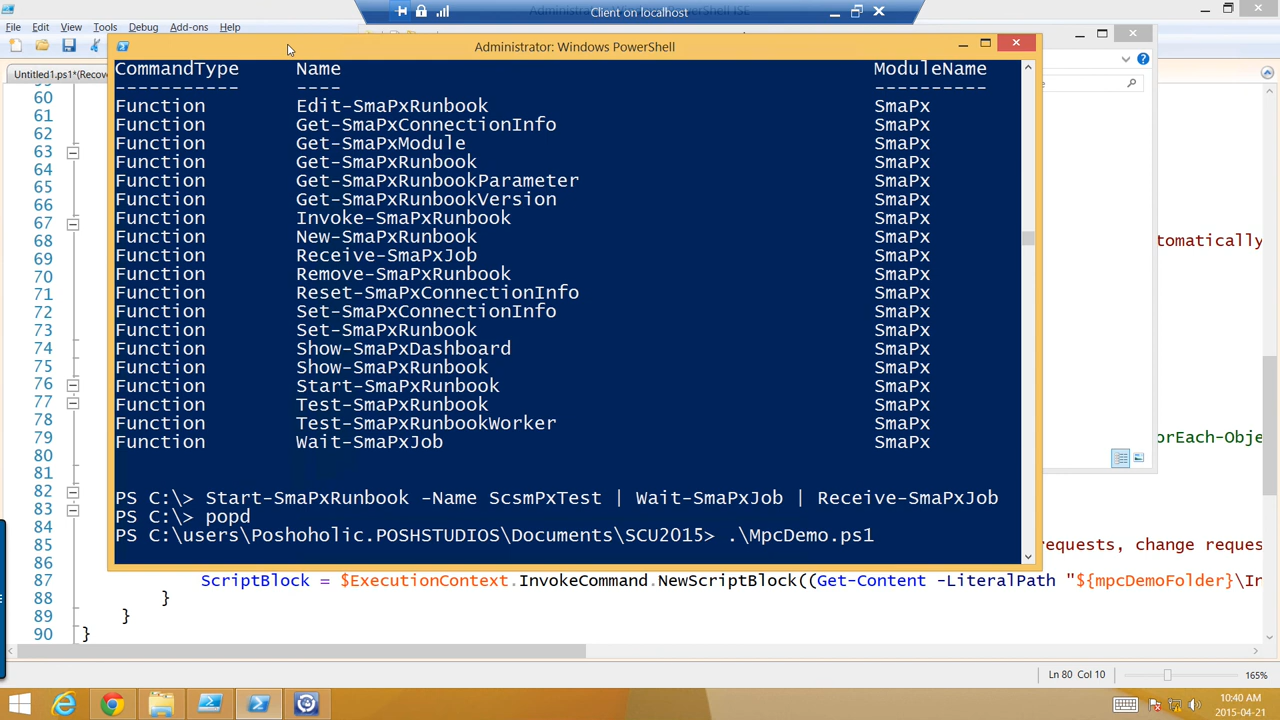 Administrator: Windows PowerShell ISE
Client on localhost
File Edit View Tools Debug Add-ons Help
Administrator: Windows PowerShell
Untitled1.ps1*(Recov
CommandType Name ModuleName
----------- ---- ----------
Function Edit-SmaPxRunbook SmaPx
Function Get-SmaPxConnectionInfo SmaPx
Function Get-SmaPxModule SmaPx
Function Get-SmaPxRunbook SmaPx
Function Get-SmaPxRunbookParameter SmaPx
Function Get-SmaPxRunbookVersion SmaPx
Function Invoke-SmaPxRunbook SmaPx
Function New-SmaPxRunbook SmaPx
Function Receive-SmaPxJob SmaPx
Function Remove-SmaPxRunbook SmaPx
Function Reset-SmaPxConnectionInfo SmaPx
Function Set-SmaPxConnectionInfo SmaPx
Function Set-SmaPxRunbook SmaPx
Function Show-SmaPxDashboard SmaPx
Function Show-SmaPxRunbook SmaPx
Function Start-SmaPxRunbook SmaPx
Function Test-SmaPxRunbook SmaPx
Function Test-SmaPxRunbookWorker SmaPx
Function Wait-SmaPxJob SmaPx
PS C:\> Start-SmaPxRunbook -Name ScsmPxTest | Wait-SmaPxJob | Receive-SmaPxJob
PS C:\> popd
PS C:\users\Poshoholic.POSHSTUDIOS\Documents\SCU2015> .\MpcDemo.ps1
60
61
62
63
64
65
66
67
68 tomatically
69
70
71
72
73
74
75
76
77
78
79 orEach-Obje
80
81
82
83
84
85 requests, change reques
86
87 ScriptBlock = $ExecutionContext.InvokeCommand.NewScriptBlock((Get-Content -LiteralPath "${mpcDemoFolder}\In
88 }
89 }
90 }
Ln 80 Col 10 165%
10:40 AM
2015-04-21